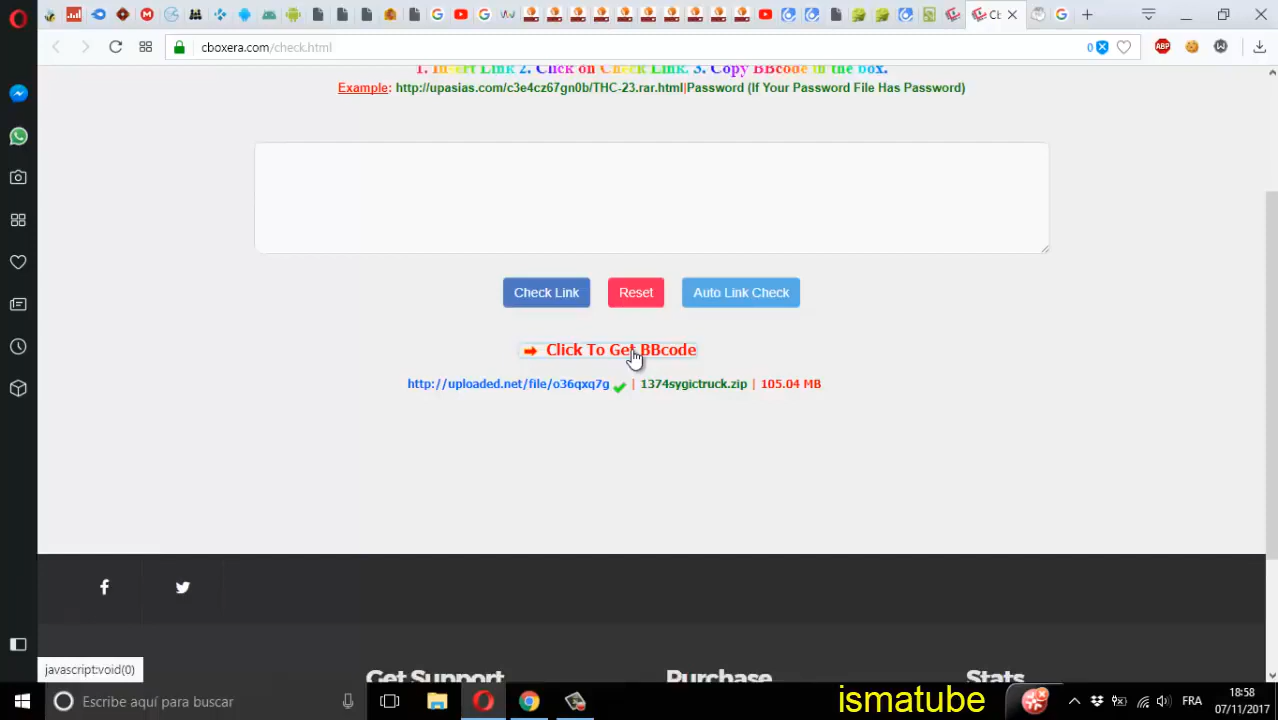 Cb
cboxera.com/check.html
0
ABP
1. Insert Link 2. Click on Check Link. 3. Copy BBcode in the box.
Example: http://upasias.com/c3e4cz67gn0b/THC-23.rar.html|Password (If Your Password File Has Password)
Check Link
Reset
Auto Link Check
Click To Get BBcode
http://uploaded.net/file/o36qxq7g | 1374sygictruck.zip | 105.04 MB
javascript:void(0)
Get Support
Purchase
Stats
Escribe aquí para buscar
ismatube
FRA
18:58
07/11/2017